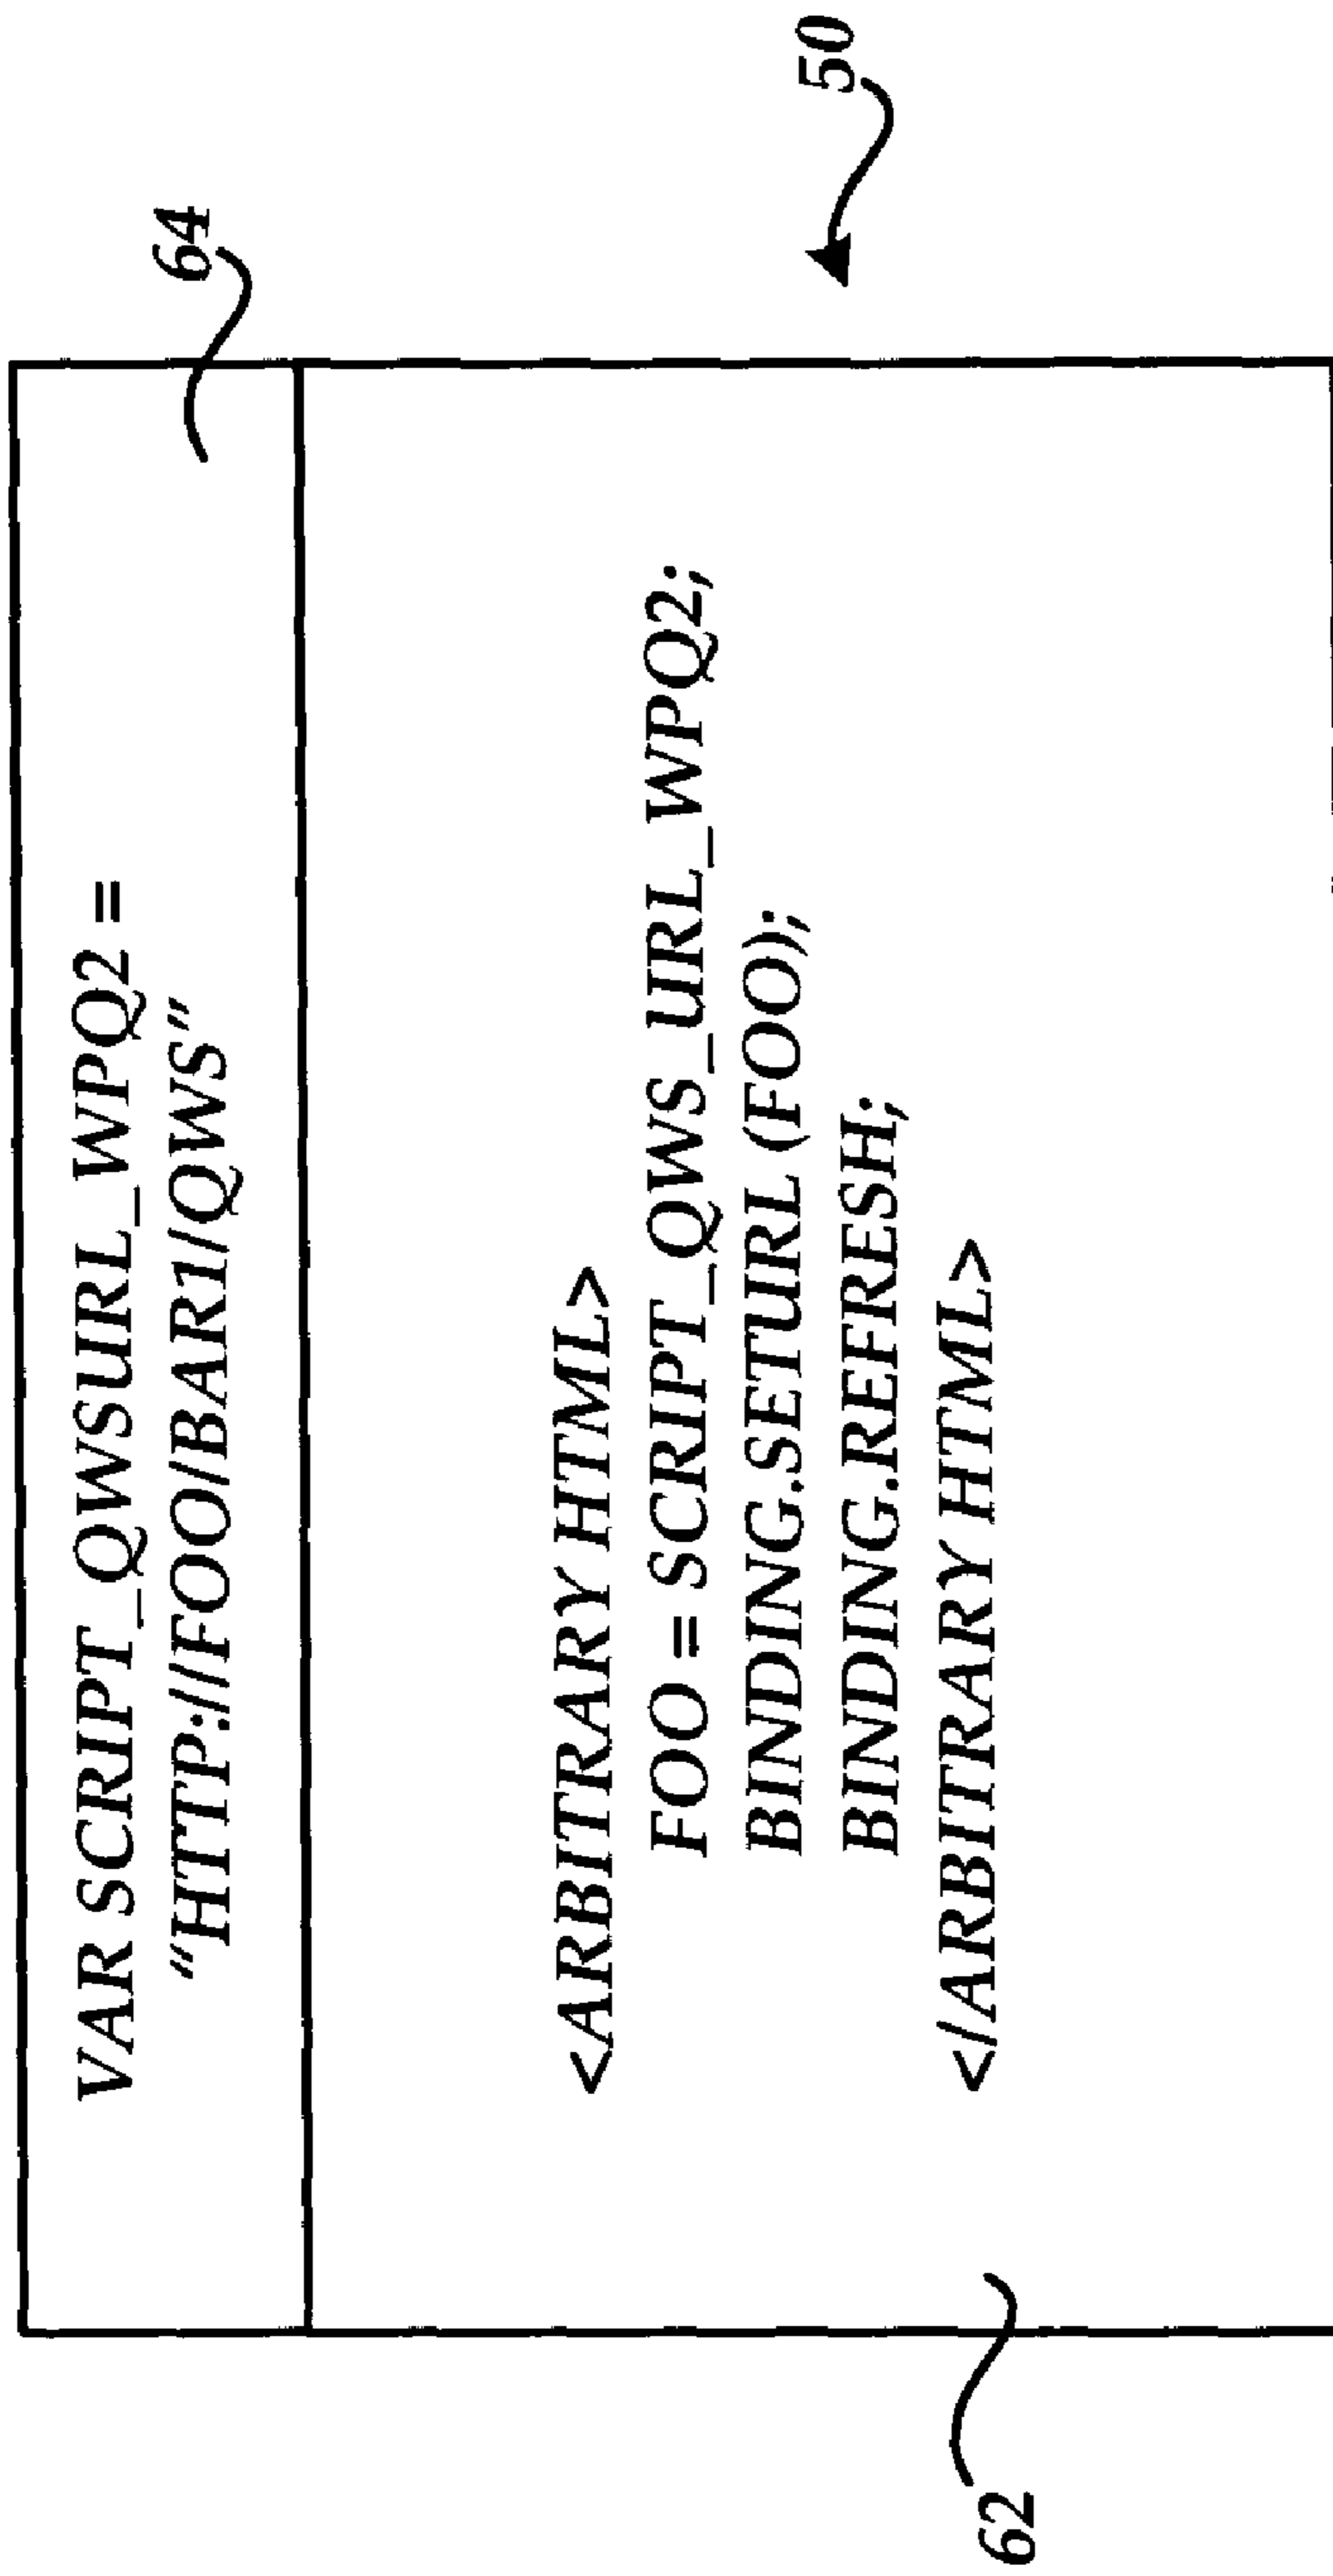 VAR SCRIPT_QWSURL_WPQ2 =
"HTTP://FOO/BAR1/QWS"
64
<ARBITRARY HTML>
FOO = SCRIPT_QWS_URL_WPQ2;
BINDING.SETURL (FOO);
BINDING.REFRESH;
</ARBITRARY HTML>
50
62